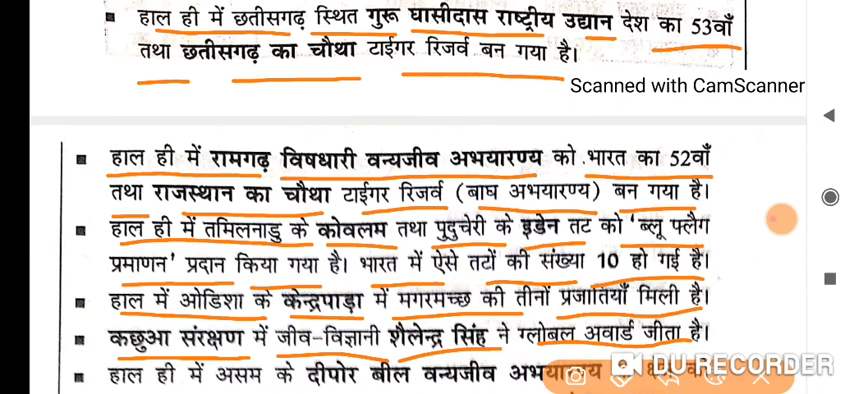 ▪ हाल ही में छतीसगढ़ स्थित गुरू घासीदास राष्ट्रीय उद्यान देश का 53वाँ
तथा छतीसगढ़ का चौथा टाईगर रिजर्व बन गया है।
Scanned with CamScanner
▪ हाल ही में रामगढ़ विषधारी वन्यजीव अभयारण्य को भारत का 52वाँ
तथा राजस्थान का चौथा टाईगर रिजर्व (बाघ अभयारण्य) बन गया है।
▪ हाल ही में तमिलनाडु के कोवलम तथा पुदुचेरी के इडेन तट को 'ब्लू फ्लैग
प्रमाणन' प्रदान किया गया है। भारत में ऐसे तटों की संख्या 10 हो गई है।
▪ हाल में ओडिशा के केन्द्रपाड़ा में मगरमच्छ की तीनों प्रजातियाँ मिली है।
▪ कछुआ संरक्षण में जीव-विज्ञानी शैलेन्द्र सिंह ने ग्लोबल अवार्ड जीता है।
▪ हाल ही में असम के दीपोर बील वन्यजीव
DU RECORDER